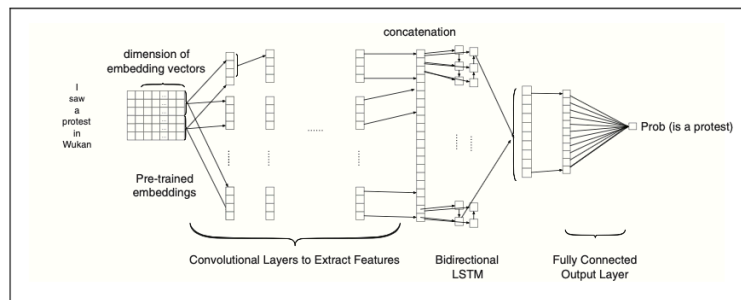 concatenation
dimension of
embedding vectors
I
saw
a
protest
in
Wukan
Pre-trained
embeddings
Prob (is a protest)
Convolutional Layers to Extract Features
Bidirectional
LSTM
Fully Connected
Output Layer